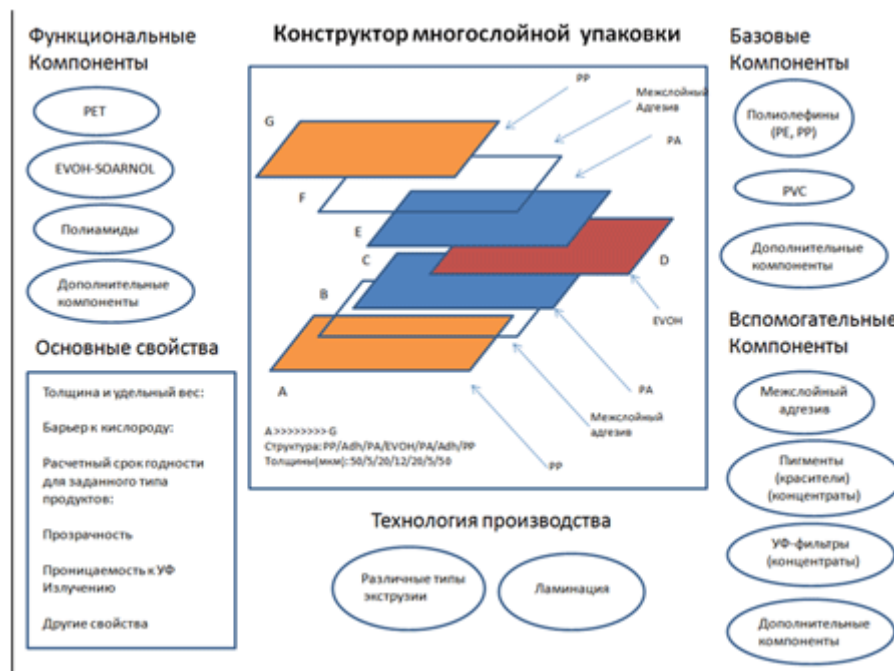 Функциональные
Компоненты
PET
EVOH-SOARNOL
Полиамиды
Дополнительные
компоненты
Основные свойства
Толщина и удельный вес:
Барьер к кислороду:
Расчетный срок годности
для заданного типа
продуктов:
Прозрачность
Проницаемость к УФ
Излучению
Другие свойства
Конструктор многослойной упаковки
PP
Межслойный
Адгезив
PA
G
F
E
C
D
B
EVOH
A
PA
Межслойный
адгезив
PP
A>>>>>>>>G
Структура: PP/Adh/PA/EVOH/PA/Adh/PP
Толщины(мкм): 50/5/20/12/20/5/50
Технология производства
Различные типы
экструзии
Ламинация
Базовые
Компоненты
Полиолефины
(PE, PP)
PVC
Дополнительные
компоненты
Вспомогательные
Компоненты
Межслойный
адгезив
Пигменты
(красители)
(концентраты)
УФ-фильтры
(концентраты)
Дополнительные
компоненты